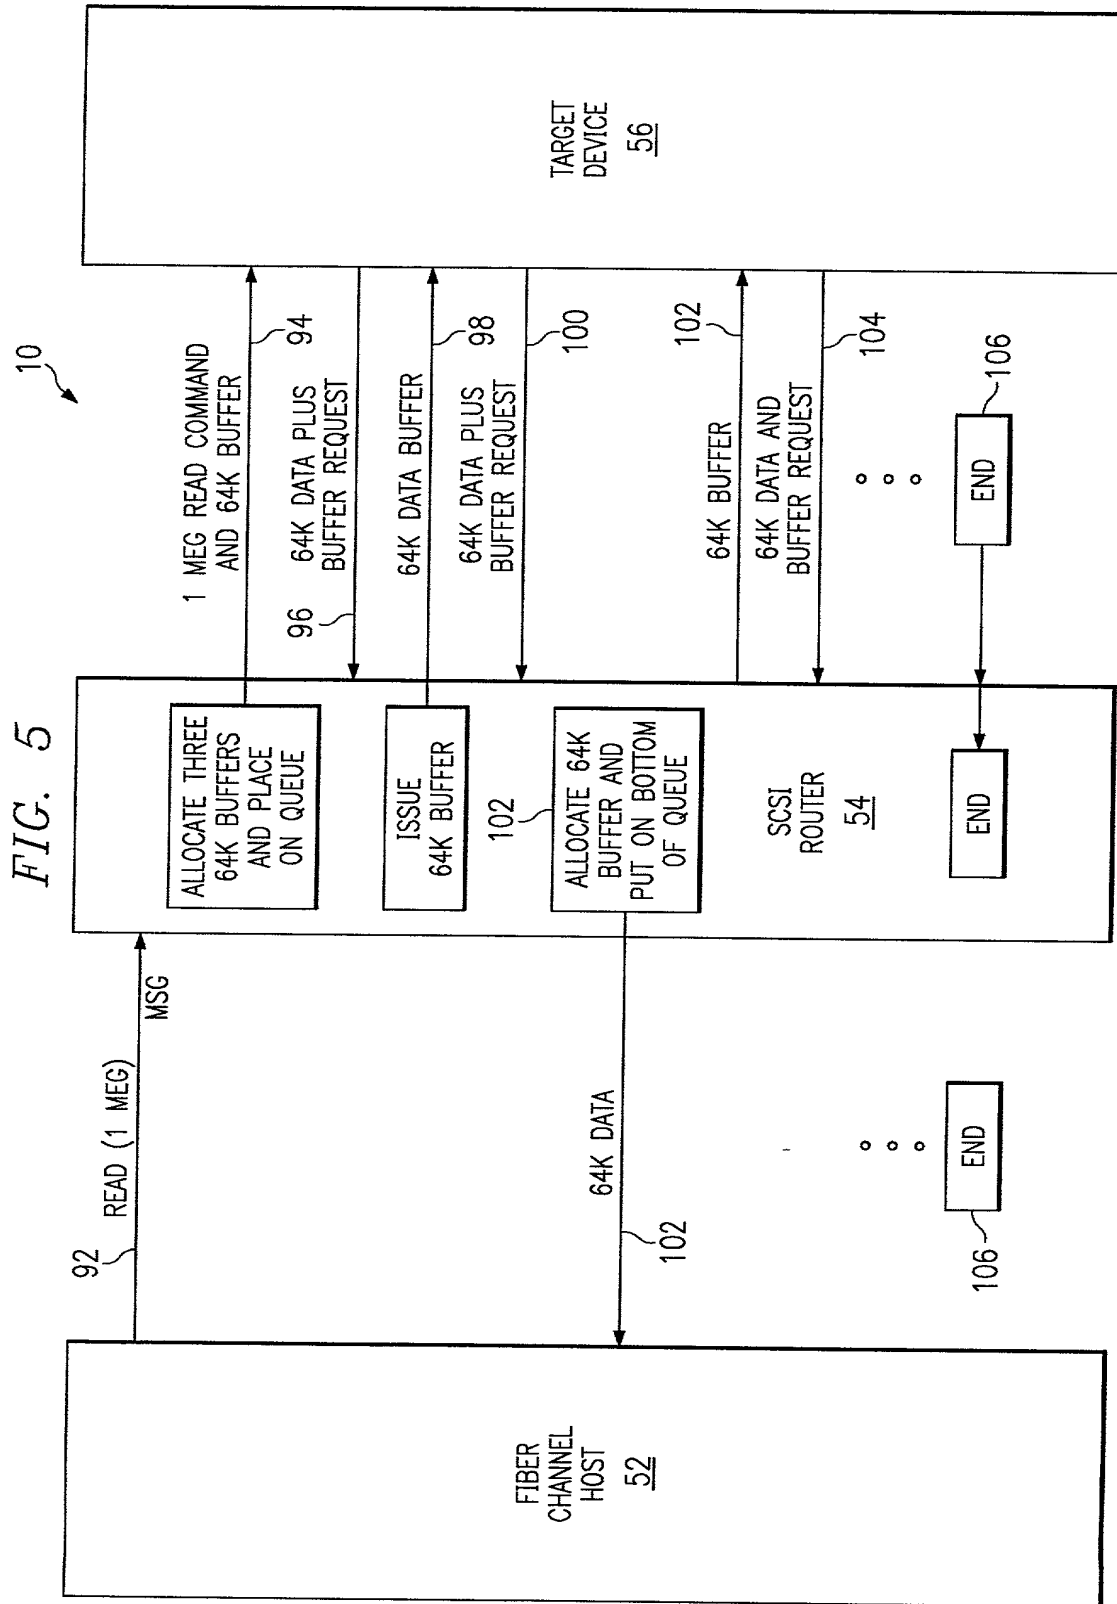 FIG. 5
10
FIBER
CHANNEL
HOST
52
92
READ (1 MEG)
MSG
ALLOCATE THREE
64K BUFFERS
AND PLACE
ON QUEUE
1 MEG READ COMMAND
AND 64K BUFFER
94
96
64K DATA PLUS
BUFFER REQUEST
ISSUE
64K BUFFER
64K DATA BUFFER
98
64K DATA PLUS
BUFFER REQUEST
100
102
ALLOCATE 64K
BUFFER AND
PUT ON BOTTOM
OF QUEUE
64K DATA
102
64K BUFFER
102
64K DATA AND
BUFFER REQUEST
104
SCSI
ROUTER
54
TARGET
DEVICE
56
END
106
END
END
106